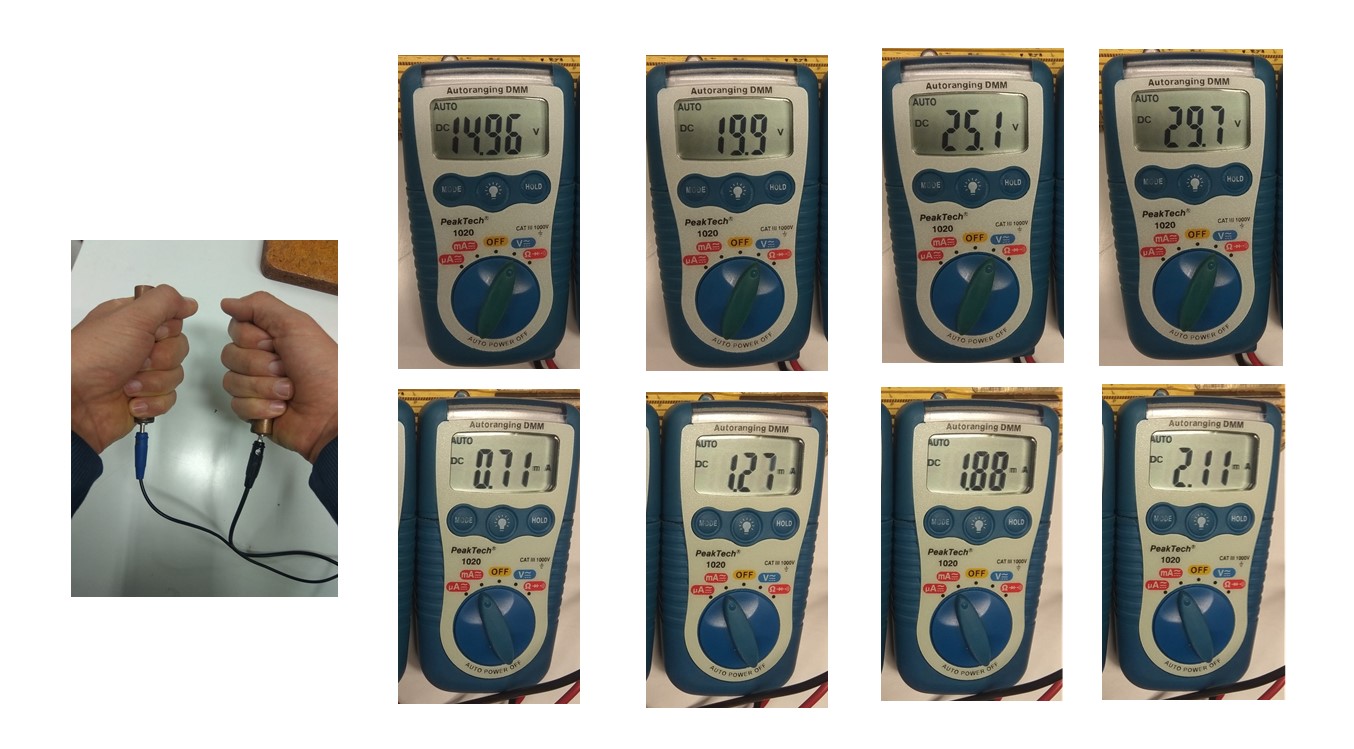 Autoranging DMM
AUTO
DC 14.96 V
MODE HOLD
PeakTech®
1020 CAT III 1000V
mA OFF V
µA Ω
AUTO POWER OFF
Autoranging DMM
AUTO
DC 19.9 V
MODE HOLD
PeakTech®
1020 CAT III 1000V
mA OFF V
µA Ω
AUTO POWER OFF
Autoranging DMM
AUTO
DC 25.1 V
MODE HOLD
PeakTech®
1020 CAT III 1000V
mA OFF V
µA Ω
AUTO POWER OFF
Autoranging DMM
AUTO
DC 29.7 V
MODE HOLD
PeakTech®
1020 CAT III 1000V
mA OFF V
µA Ω
AUTO POWER OFF
Autoranging DMM
AUTO
DC 0.71 mA
MODE HOLD
PeakTech®
1020 CAT III 1000V
mA OFF V
µA Ω
AUTO POWER OFF
Autoranging DMM
AUTO
DC 1.27 mA
MODE HOLD
PeakTech®
1020 CAT III 1000V
mA OFF V
µA Ω
AUTO POWER OFF
Autoranging DMM
AUTO
DC 1.88 mA
MODE HOLD
PeakTech®
1020 CAT III 1000V
mA OFF V
µA Ω
AUTO POWER OFF
Autoranging DMM
AUTO
DC 2.11 mA
MODE HOLD
PeakTech®
1020 CAT III 1000V
mA OFF V
µA Ω
AUTO POWER OFF